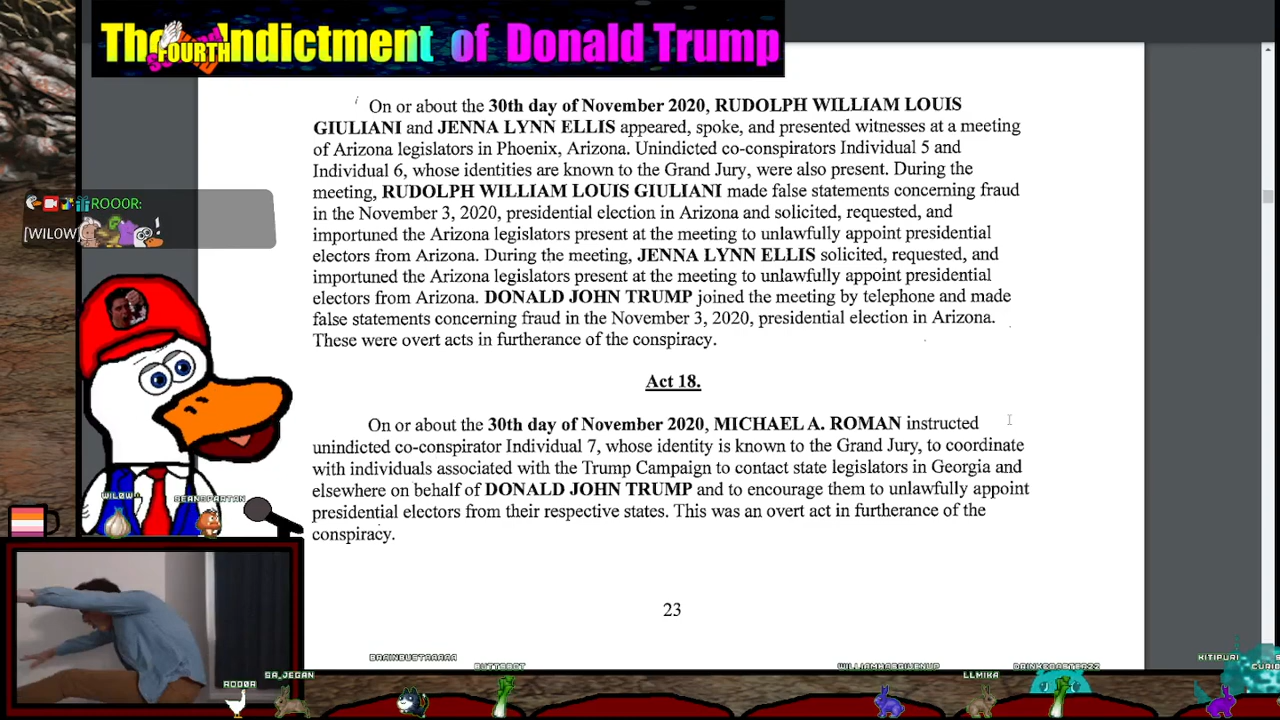 The FOURTH Indictment of Donald Trump
On or about the 30th day of November 2020, RUDOLPH WILLIAM LOUIS
GIULIANI and JENNA LYNN ELLIS appeared, spoke, and presented witnesses at a meeting
of Arizona legislators in Phoenix, Arizona. Unindicted co-conspirators Individual 5 and
Individual 6, whose identities are known to the Grand Jury, were also present. During the
meeting, RUDOLPH WILLIAM LOUIS GIULIANI made false statements concerning fraud
in the November 3, 2020, presidential election in Arizona and solicited, requested, and
importuned the Arizona legislators present at the meeting to unlawfully appoint presidential
electors from Arizona. During the meeting, JENNA LYNN ELLIS solicited, requested, and
importuned the Arizona legislators present at the meeting to unlawfully appoint presidential
electors from Arizona. DONALD JOHN TRUMP joined the meeting by telephone and made
false statements concerning fraud in the November 3, 2020, presidential election in Arizona.
These were overt acts in furtherance of the conspiracy.
Act 18.
On or about the 30th day of November 2020, MICHAEL A. ROMAN instructed
unindicted co-conspirator Individual 7, whose identity is known to the Grand Jury, to coordinate
with individuals associated with the Trump Campaign to contact state legislators in Georgia and
elsewhere on behalf of DONALD JOHN TRUMP and to encourage them to unlawfully appoint
presidential electors from their respective states. This was an overt act in furtherance of the
conspiracy.
23
ROO0R:
[WIL0W]
WIL0W^
BEANSPARTAN
BRAINBUSTAAAAA
BUTTSBOT
WILLIAMHASGIVENUP
KITIPURI
SA_JEGAN
LLMIKA
ROO0R